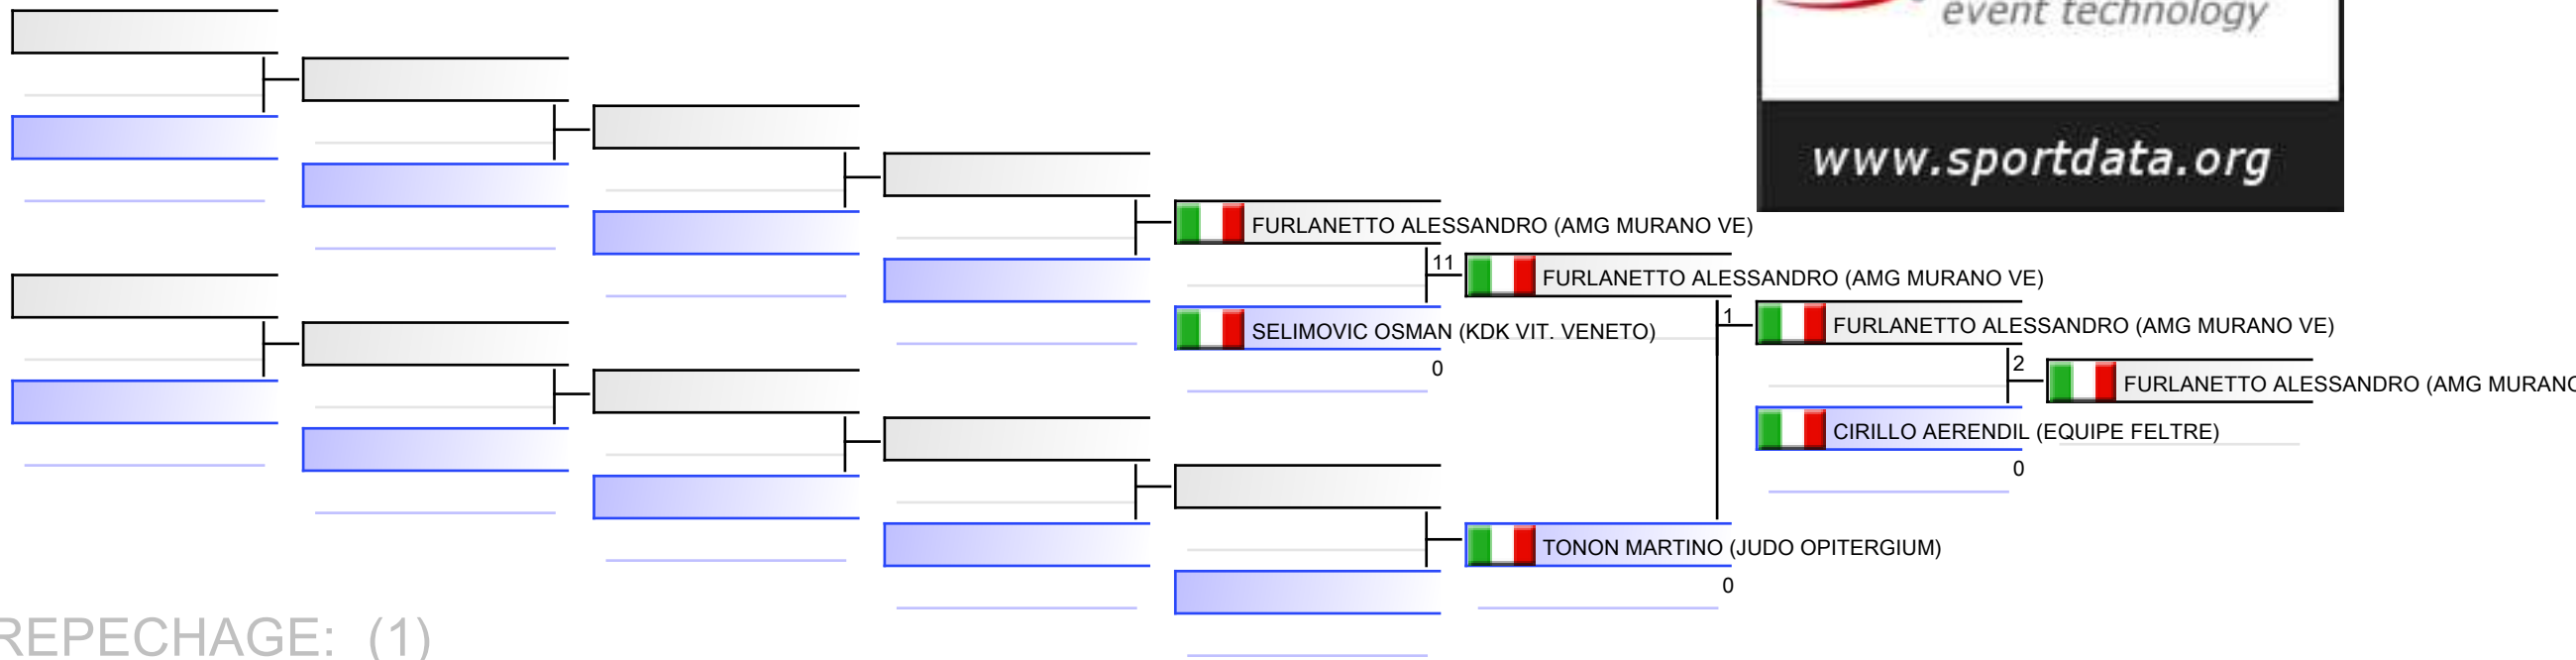 event technology
www.sportdata.org
FURLANETTO ALESSANDRO (AMG MURANO VE)
11
FURLANETTO ALESSANDRO (AMG MURANO VE)
SELIMOVIC OSMAN (KDK VIT. VENETO)
0
1
FURLANETTO ALESSANDRO (AMG MURANO VE)
2
FURLANETTO ALESSANDRO (AMG MURANO
CIRILLO AERENDIL (EQUIPE FELTRE)
0
TONON MARTINO (JUDO OPITERGIUM)
0
REPECHAGE: (1)